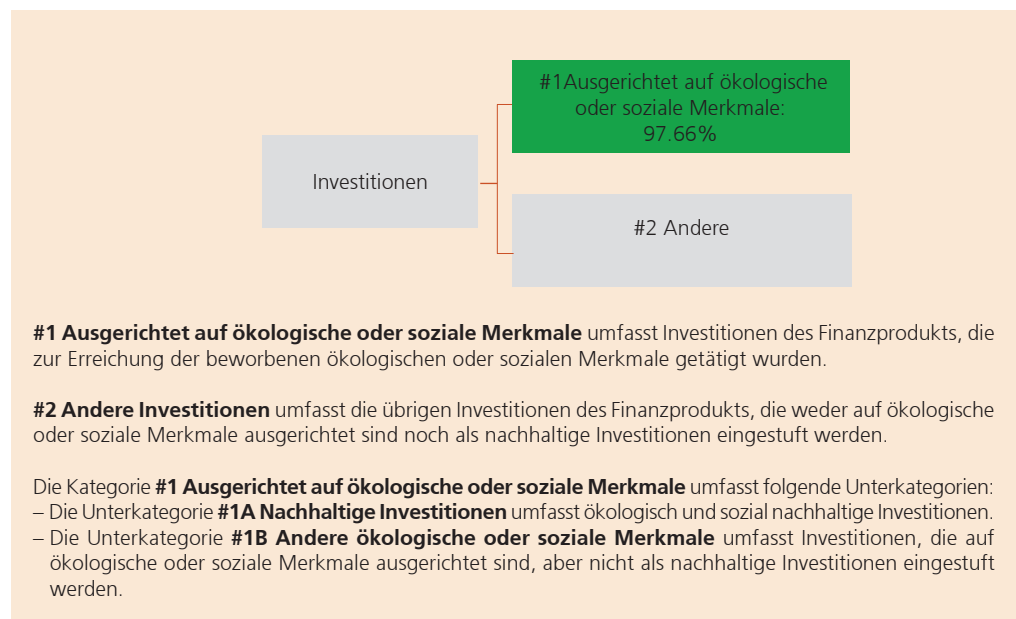 #1Ausgerichtet auf ökologische
oder soziale Merkmale:
97.66%
Investitionen
#2 Andere
#1 Ausgerichtet auf ökologische oder soziale Merkmale umfasst Investitionen des Finanzprodukts, die
zur Erreichung der beworbenen ökologischen oder sozialen Merkmale getätigt wurden.
#2 Andere Investitionen umfasst die übrigen Investitionen des Finanzprodukts, die weder auf ökologische
oder soziale Merkmale ausgerichtet sind noch als nachhaltige Investitionen eingestuft werden.
Die Kategorie #1 Ausgerichtet auf ökologische oder soziale Merkmale umfasst folgende Unterkategorien:
– Die Unterkategorie #1A Nachhaltige Investitionen umfasst ökologisch und sozial nachhaltige Investitionen.
– Die Unterkategorie #1B Andere ökologische oder soziale Merkmale umfasst Investitionen, die auf
ökologische oder soziale Merkmale ausgerichtet sind, aber nicht als nachhaltige Investitionen eingestuft
werden.